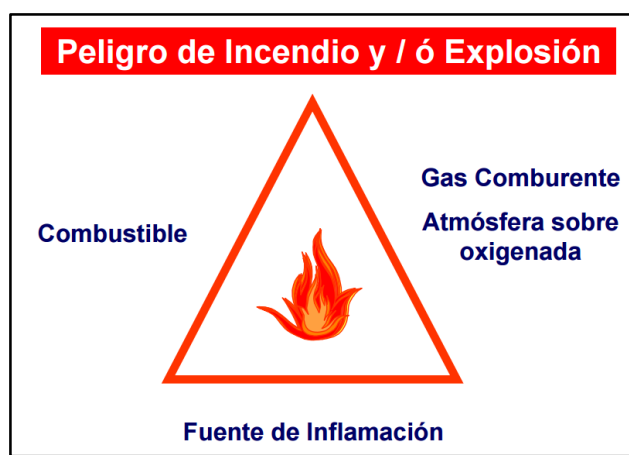 Peligro de Incendio y / ó Explosión
Gas Comburente
Combustible
Atmósfera sobre
oxigenada
Fuente de Inflamación